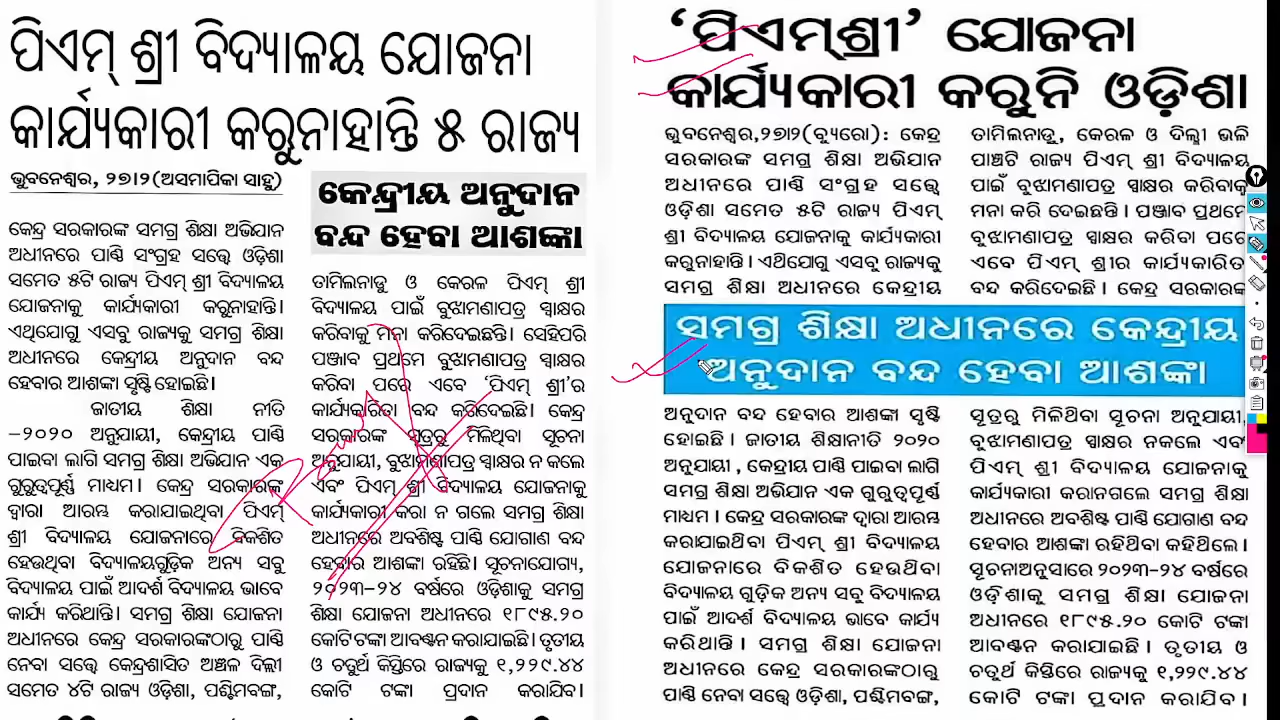 ପିଏମ୍ ଶ୍ରୀ ବିଦ୍ୟାଳୟ ଯୋଜନା
କାର୍ଯ୍ୟକାରୀ କରୁନାହାନ୍ତି ୫ ରାଜ୍ୟ
ଭୁବନେଶ୍ୱର, ୨୭।୨(ଅସମାପିକା ସାହୁ)
କେନ୍ଦ୍ର ସରକାରଙ୍କ ସମଗ୍ର ଶିକ୍ଷା ଅଭିଯାନ
ଅଧୀନରେ ପାଣ୍ଠି ସଂଗ୍ରହ ସତ୍ତ୍ୱେ ଓଡ଼ିଶା
ସମେତ ୫ଟି ରାଜ୍ୟ ପିଏମ୍ ଶ୍ରୀ ବିଦ୍ୟାଳୟ
ଯୋଜନାକୁ କାର୍ଯ୍ୟକାରୀ କରୁନାହାନ୍ତି।
ଏଥିଯୋଗୁ ଏସବୁ ରାଜ୍ୟକୁ ସମଗ୍ର ଶିକ୍ଷା
ଅଧୀନରେ କେନ୍ଦ୍ରୀୟ ଅନୁଦାନ ବନ୍ଦ
ହେବାର ଆଶଙ୍କା ସୃଷ୍ଟି ହୋଇଛି।
ଜାତୀୟ ଶିକ୍ଷା ନୀତି
-୨୦୨୦ ଅନୁଯାୟୀ, କେନ୍ଦ୍ରୀୟ ପାଣ୍ଠି
ପାଇବା ଲାଗି ସମଗ୍ର ଶିକ୍ଷା ଅଭିଯାନ ଏକ
ଗୁରୁତ୍ୱପୂର୍ଣ୍ଣ ମାଧ୍ୟମ। କେନ୍ଦ୍ର ସରକାରଙ୍କ
ଦ୍ୱାରା ଆରମ୍ଭ କରାଯାଇଥିବା ପିଏମ୍
ଶ୍ରୀ ବିଦ୍ୟାଳୟ ଯୋଜନାରେ ବିକଶିତ
ହେଉଥିବା ବିଦ୍ୟାଳୟଗୁଡ଼ିକ ଅନ୍ୟ ସବୁ
ବିଦ୍ୟାଳୟ ପାଇଁ ଆଦର୍ଶ ବିଦ୍ୟାଳୟ ଭାବେ
କାର୍ଯ୍ୟ କରିଥାନ୍ତି। ସମଗ୍ର ଶିକ୍ଷା ଯୋଜନା
ଅଧୀନରେ କେନ୍ଦ୍ର ସରକାରଙ୍କଠାରୁ ପାଣ୍ଠି
ନେବା ସତ୍ତ୍ୱେ କେନ୍ଦ୍ରଶାସିତ ଅଞ୍ଚଳ ଦିଲ୍ଲୀ
ସମେତ ୪ଟି ରାଜ୍ୟ ଓଡ଼ିଶା, ପଶ୍ଚିମବଙ୍ଗ,
କେନ୍ଦ୍ରୀୟ ଅନୁଦାନ
ବନ୍ଦ ହେବା ଆଶଙ୍କା
ତାମିଲନାଡୁ ଓ କେରଳ ପିଏମ୍ ଶ୍ରୀ
ବିଦ୍ୟାଳୟ ପାଇଁ ବୁଝାମଣାପତ୍ର ସ୍ୱାକ୍ଷର
କରିବାକୁ ମନା କରିଦେଇଛନ୍ତି। ସେହିପରି
ପଞ୍ଜାବ ପ୍ରଥମେ ବୁଝାମଣାପତ୍ର ସ୍ୱାକ୍ଷର
କରିବା ପରେ ଏବେ 'ପିଏମ୍ ଶ୍ରୀ'ର
କାର୍ଯ୍ୟକାରିତା ବନ୍ଦ କରିଦେଇଛି। କେନ୍ଦ୍ର
ସରକାରଙ୍କ ସୂତ୍ରରୁ ମିଳିଥିବା ସୂଚନା
ଅନୁଯାୟୀ, ବୁଝାମଣାପତ୍ର ସ୍ୱାକ୍ଷର ନ କଲେ
ଏବଂ ପିଏମ୍ ଶ୍ରୀ ବିଦ୍ୟାଳୟ ଯୋଜନାକୁ
କାର୍ଯ୍ୟକାରୀ କରା ନ ଗଲେ ସମଗ୍ର ଶିକ୍ଷା
ଅଧୀନରେ ଅବଶିଷ୍ଟ ପାଣ୍ଠି ଯୋଗାଣ ବନ୍ଦ
ହେବାର ଆଶଙ୍କା ରହିଛି। ସୂଚନାଯୋଗ୍ୟ,
୨୦୨୩-୨୪ ବର୍ଷରେ ଓଡ଼ିଶାକୁ ସମଗ୍ର
ଶିକ୍ଷା ଯୋଜନା ଅଧୀନରେ ୧୮୯୫.୨୦
କୋଟି ଟଙ୍କା ଆବଣ୍ଟନ କରାଯାଇଛି। ତୃତୀୟ
ଓ ଚତୁର୍ଥ କିସ୍ତିରେ ରାଜ୍ୟକୁ ୧,୨୨୯.୪୪
କୋଟି ଟଙ୍କା ପ୍ରଦାନ କରାଯିବ।
'ପିଏମ୍‌ଶ୍ରୀ' ଯୋଜନା
କାର୍ଯ୍ୟକାରୀ କରୁନି ଓଡ଼ିଶା
ଭୁବନେଶ୍ୱର,୨୭।୨(ବ୍ୟୁରୋ): କେନ୍ଦ୍ର
ସରକାରଙ୍କ ସମଗ୍ର ଶିକ୍ଷା ଅଭିଯାନ
ଅଧୀନରେ ପାଣ୍ଠି ସଂଗ୍ରହ ସତ୍ତ୍ୱେ
ଓଡ଼ିଶା ସମେତ ୫ଟି ରାଜ୍ୟ ପିଏମ୍
ଶ୍ରୀ ବିଦ୍ୟାଳୟ ଯୋଜନାକୁ କାର୍ଯ୍ୟକାରୀ
କରୁନାହାନ୍ତି। ଏଥିଯୋଗୁ ଏସବୁ ରାଜ୍ୟକୁ
ସମଗ୍ର ଶିକ୍ଷା ଅଧୀନରେ କେନ୍ଦ୍ରୀୟ
ତାମିଲନାଡୁ, କେରଳ ଓ ଦିଲ୍ଲୀ ଭଳି
ପାଞ୍ଚଟି ରାଜ୍ୟ ପିଏମ୍ ଶ୍ରୀ ବିଦ୍ୟାଳୟ
ପାଇଁ ବୁଝାମଣାପତ୍ର ସ୍ୱାକ୍ଷର କରିବାକୁ
ମନା କରି ଦେଇଛନ୍ତି। ପଞ୍ଜାବ ପ୍ରଥମେ
ବୁଝାମଣାପତ୍ର ସ୍ୱାକ୍ଷର କରିବା ପରେ
ଏବେ ପିଏମ୍ ଶ୍ରୀର
ବନ୍ଦ କରିଦେଇଛି। କେନ୍ଦ୍ର ସରକାରଙ୍କ
ସମଗ୍ର ଶିକ୍ଷା ଅଧୀନରେ କେନ୍ଦ୍ରୀୟ
ଅନୁଦାନ ବନ୍ଦ ହେବା ଆଶଙ୍କା
ଅନୁଦାନ ବନ୍ଦ ହେବାର ଆଶଙ୍କା ସୃଷ୍ଟି
ହୋଇଛି। ଜାତୀୟ ଶିକ୍ଷାନୀତି ୨୦୨୦
ଅନୁଯାୟୀ, କେନ୍ଦ୍ରୀୟ ପାଣ୍ଠି ପାଇବା ଲାଗି
ସମଗ୍ର ଶିକ୍ଷା ଅଭିଯାନ ଏକ ଗୁରୁତ୍ୱପୂର୍ଣ୍ଣ
ମାଧ୍ୟମ। କେନ୍ଦ୍ର ସରକାରଙ୍କ ଦ୍ୱାରା ଆରମ୍ଭ
କରାଯାଇଥିବା ପିଏମ୍ ଶ୍ରୀ ବିଦ୍ୟାଳୟ
ଯୋଜନାରେ ବିକଶିତ ହେଉଥିବା
ବିଦ୍ୟାଳୟ ଗୁଡ଼ିକ ଅନ୍ୟ ସବୁ ବିଦ୍ୟାଳୟ
ପାଇଁ ଆଦର୍ଶ ବିଦ୍ୟାଳୟ ଭାବେ କାର୍ଯ୍ୟ
କରିଥାନ୍ତି। ସମଗ୍ର ଶିକ୍ଷା ଯୋଜନା
ଅଧୀନରେ କେନ୍ଦ୍ର ସରକାରଙ୍କଠାରୁ
ପାଣ୍ଠି ନେବା ସତ୍ତ୍ୱେ ଓଡ଼ିଶା, ପଶ୍ଚିମବଙ୍ଗ,
ସୂତ୍ରରୁ ମିଳିଥିବା ସୂଚନା ଅନୁଯାୟୀ,
ବୁଝାମଣାପତ୍ର ସ୍ୱାକ୍ଷର ନକଲେ ଏବଂ
ପିଏମ୍ ଶ୍ରୀ ବିଦ୍ୟାଳୟ ଯୋଜନାକୁ
କାର୍ଯ୍ୟକାରୀ କରାନଗଲେ ସମଗ୍ର ଶିକ୍ଷା
ଅଧୀନରେ ଅବଶିଷ୍ଟ ପାଣ୍ଠି ଯୋଗାଣ ବନ୍ଦ
ହେବାର ଆଶଙ୍କା ରହିଥିବା କହିଥିଲେ।
ସୂଚନାଅନୁସାରେ ୨୦୨୩-୨୪ ବର୍ଷରେ
ଓଡ଼ିଶାକୁ ସମଗ୍ର ଶିକ୍ଷା ଯୋଜନା
ଅଧୀନରେ ୧୮୯୫.୨୦ କୋଟି ଟଙ୍କା
ଆବଣ୍ଟନ କରାଯାଇଛି। ତୃତୀୟ ଓ
ଚତୁର୍ଥ କିସ୍ତିରେ ରାଜ୍ୟକୁ ୧,୨୨୯.୪୪
କୋଟି ଟଙ୍କା ପ୍ରଦାନ କରାଯିବ।